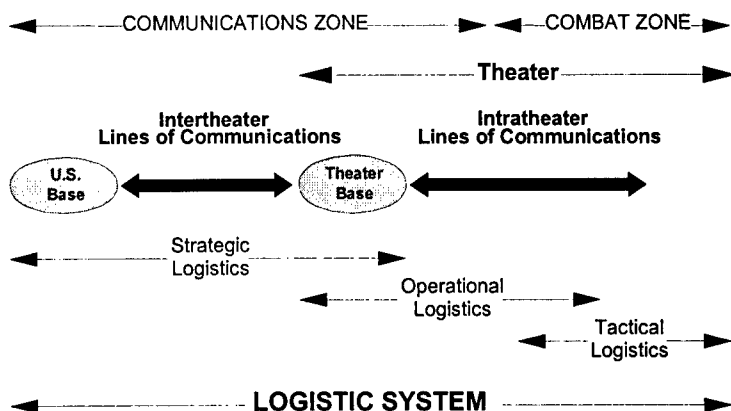 COMMUNICATIONS ZONE COMBAT ZONE
Theater
Intertheater
Lines of Communications
Intratheater
Lines of Communications
U.S.
Base
Theater
Base
Strategic
Logistics
Operational
Logistics
Tactical
Logistics
LOGISTIC SYSTEM